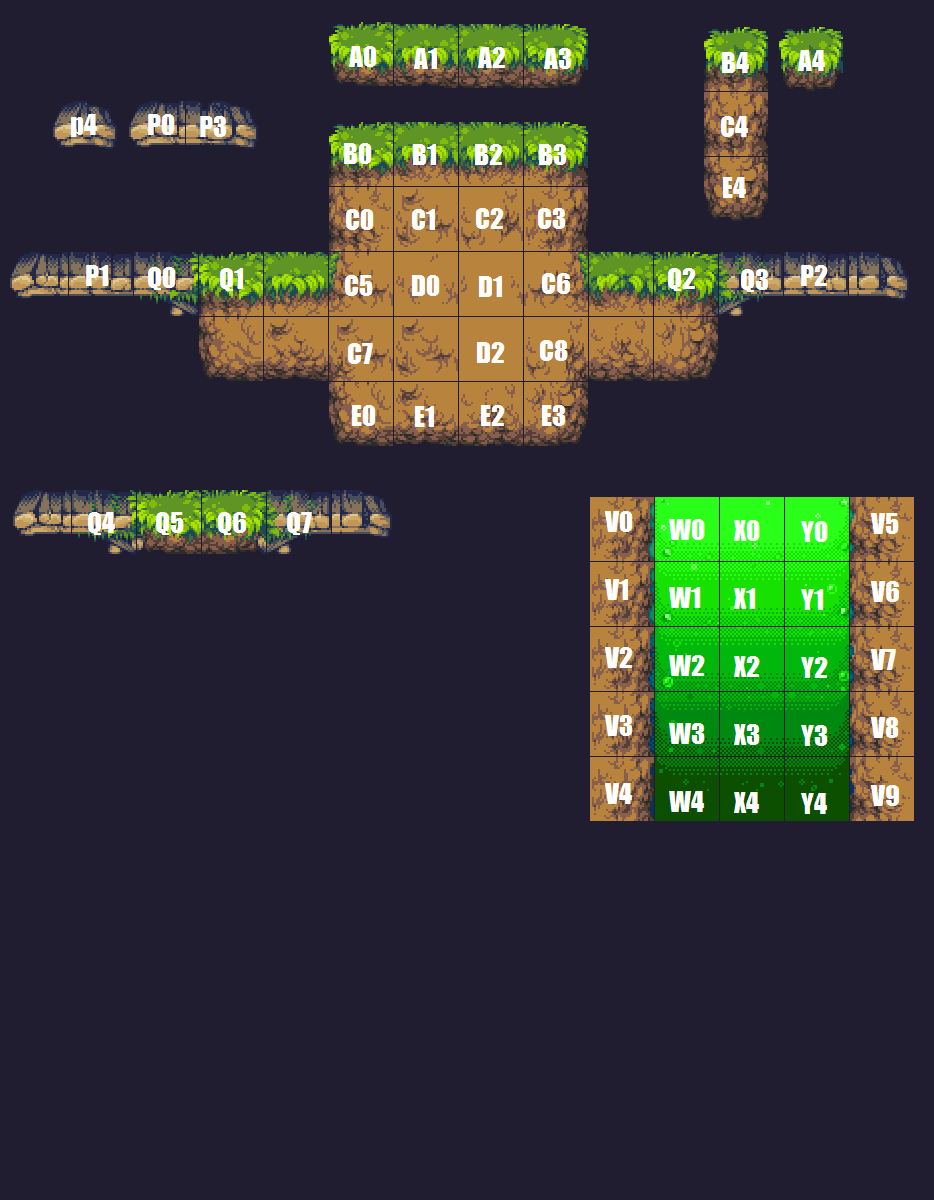 A0 A1 A2 A3
B4 A4
p4 P0 P3
C4
B0 B1 B2 B3
E4
C0 C1 C2 C3
P1 Q0 Q1 C5 D0 D1 C6 Q2 Q3 P2
C7 D2 C8
E0 E1 E2 E3
Q4 Q5 Q6 Q7
V0 W0 X0 Y0 V5
V1 W1 X1 Y1 V6
V2 W2 X2 Y2 V7
V3 W3 X3 Y3 V8
V4 W4 X4 Y4 V9